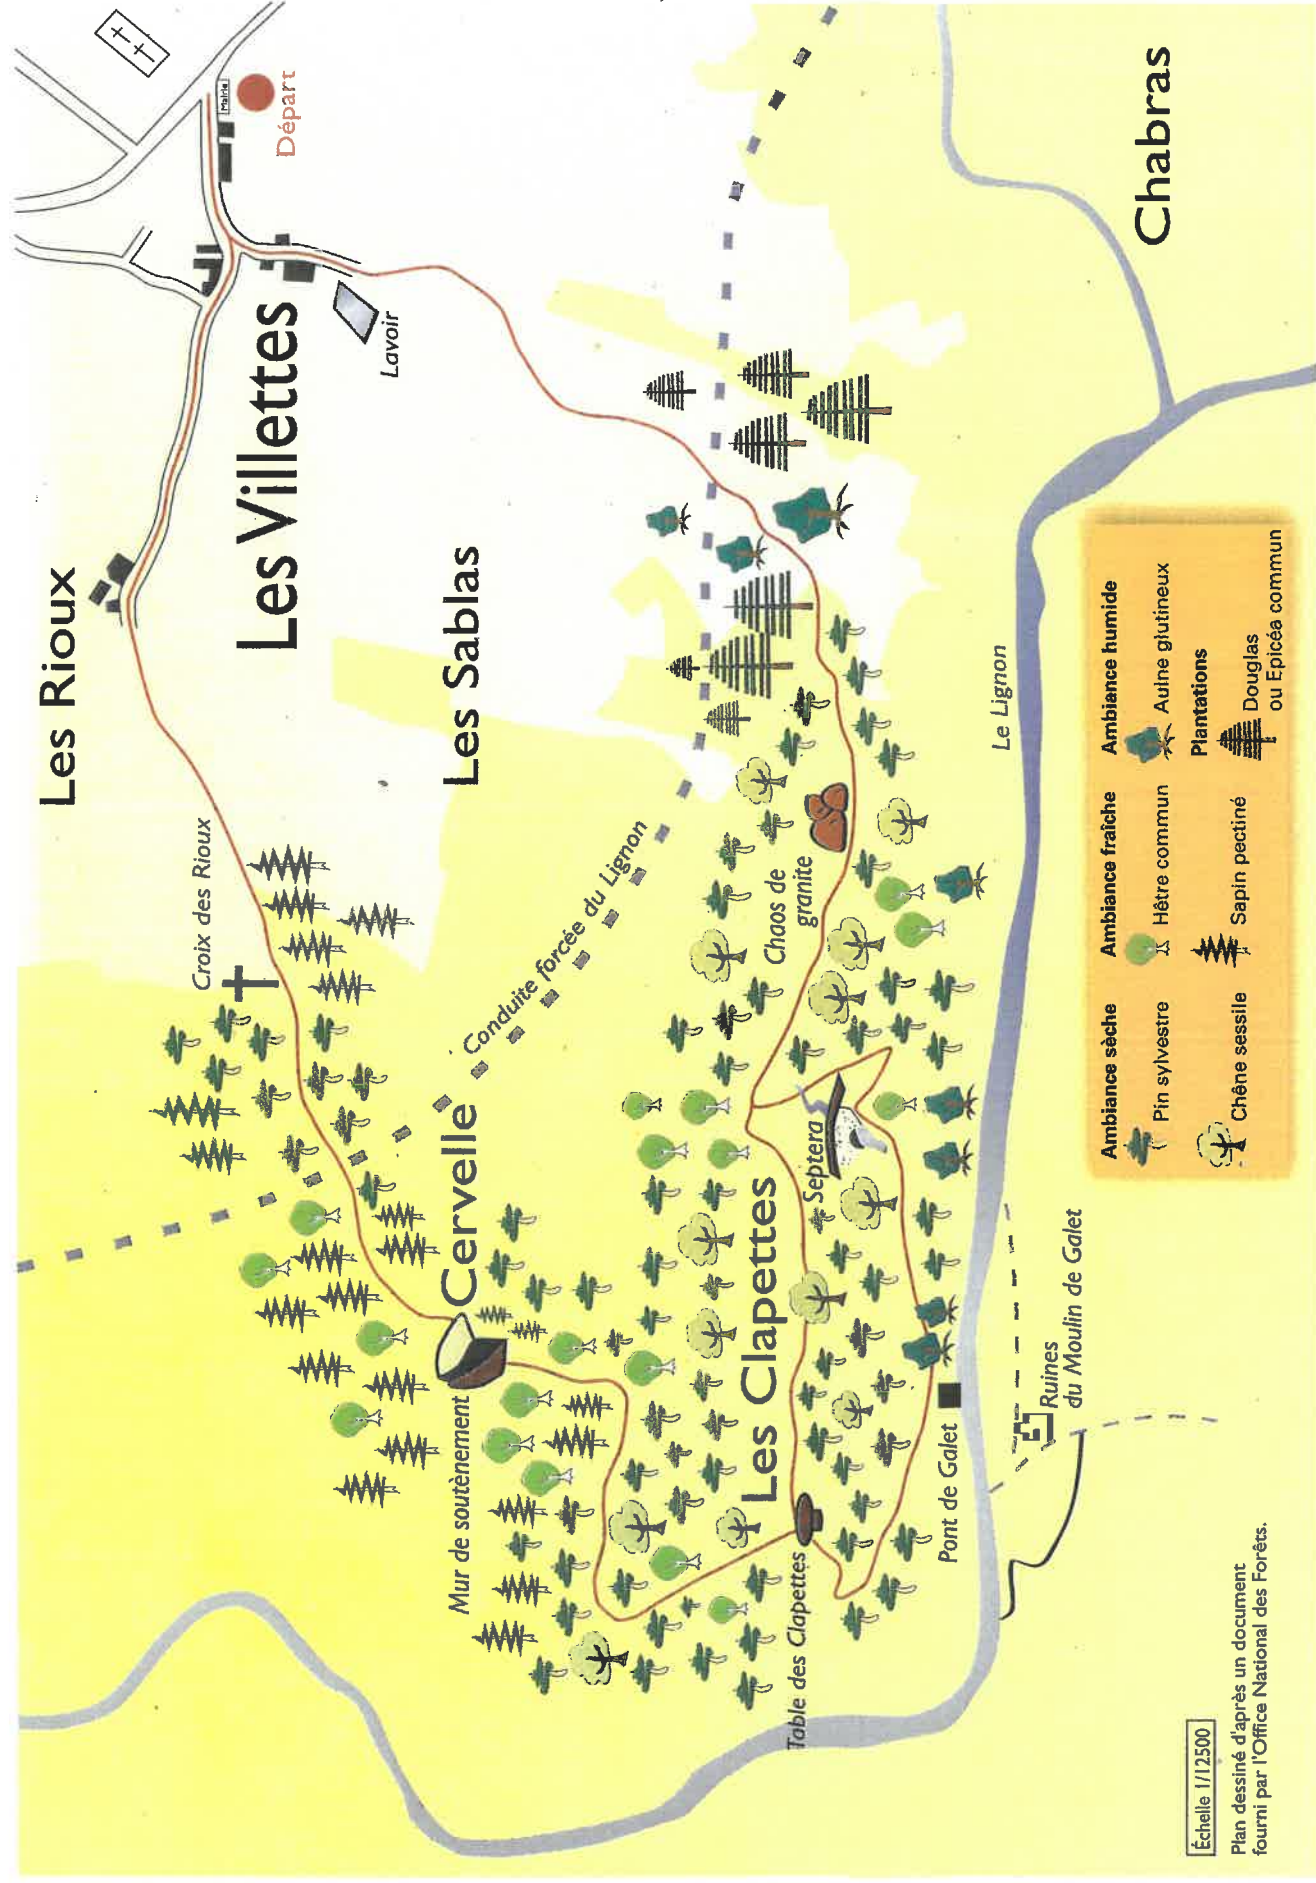 Mairie
Départ
Les Rioux
Les Villettes
Lavoir
Croix des Rioux
Les Sablas
Chabras
Conduite forcée du Lignon
Cervelle
Mur de soutènement
Chaos de
granite
Septera
Les Clapettes
Table des Clapettes
Pont de Galet
Le Lignon
Ruines
du Moulin de Galet
Ambiance sèche
Pin sylvestre
Chêne sessile
Ambiance fraîche
Hêtre commun
Sapin pectiné
Ambiance humide
Aulne glutineux
Plantations
Douglas
ou Epicéa commun
Échelle 1/12500
Plan dessiné d'après un document
fourni par l'Office National des Forêts.